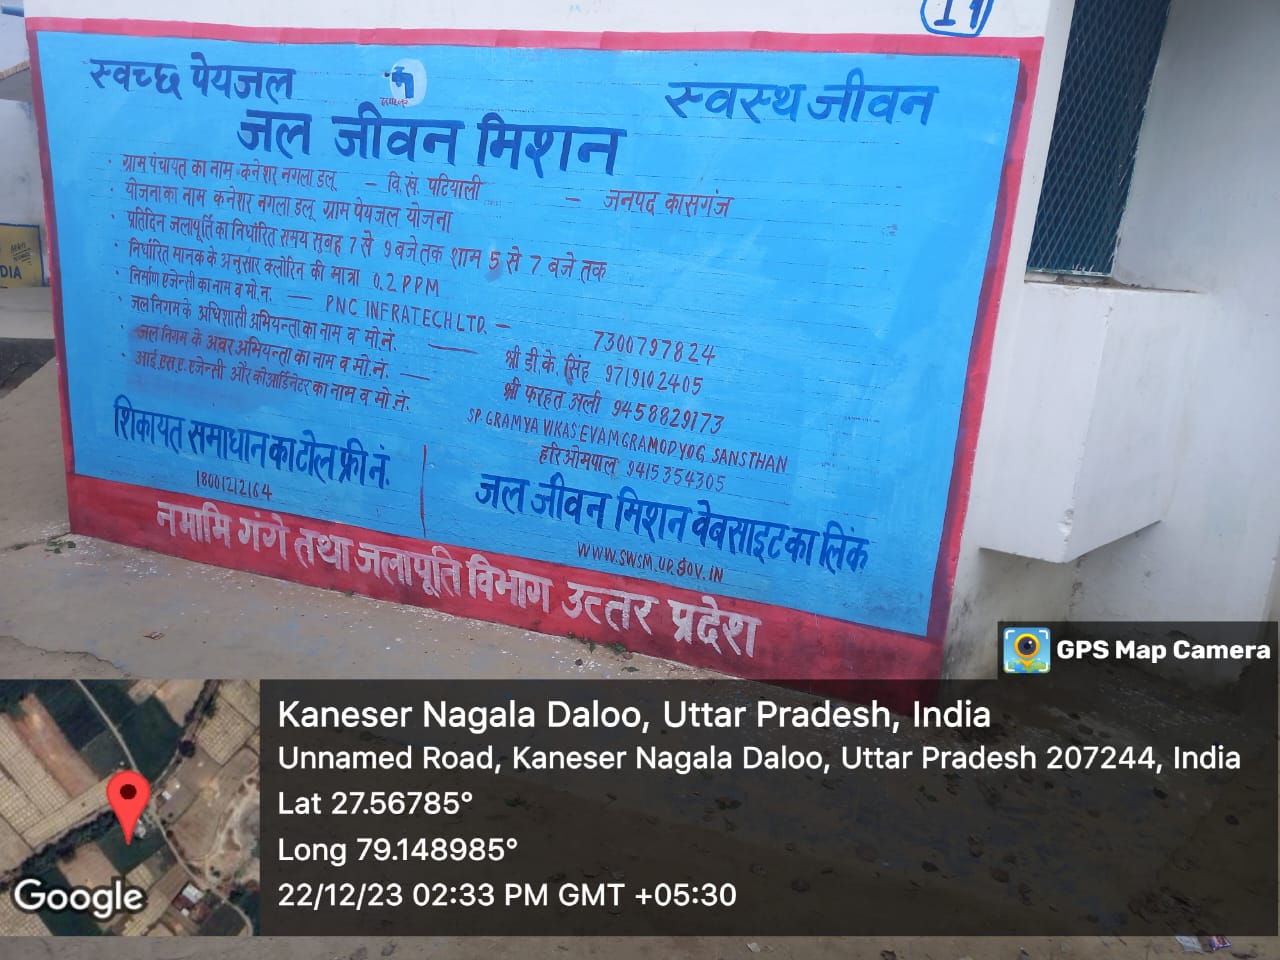 11
स्वच्छ पेयजल
स्वस्थ जीवन
जल जीवन मिशन
• ग्राम पंचायत का नाम - कनेशर नगला डलू - वि.खं. पटियाली - जनपद कासगंज
• योजना का नाम कनेशर नगला डलू ग्राम पेयजल योजना
• प्रतिदिन जलापूर्ति का निर्धारित समय सुबह 7 से 9 बजे तक शाम 5 से 7 बजे तक
• निर्धारित मानक के अनुसार क्लोरिन की मात्रा 0.2 PPM
• निर्माण एजेन्सी का नाम व मो.न. — PNC INFRATECH LTD. — 7300797824
• जल निगम के अधिशासी अभियन्ता का नाम व मो.नं. — श्री डी.के. सिंह 9719102405
• जल निगम के अवर अभियन्ता का नाम व मो.नं. — श्री फरहत अली 9458829173
• आई.एस.ए. एजेन्सी और कोआर्डिनेटर का नाम व मो.नं. SP GRAMYA VIKAS EVAM GRAMODYOG SANSTHAN
हरिओमपाल 9415354305
शिकायत समाधान का टोल फ्री नं.
18001212164
जल जीवन मिशन वेबसाइट का लिंक
WWW.SWSM.UP.GOV.IN
नमामि गंगे तथा जलापूर्ति विभाग उत्तर प्रदेश
DIA
GPS Map Camera
Kaneser Nagala Daloo, Uttar Pradesh, India
Unnamed Road, Kaneser Nagala Daloo, Uttar Pradesh 207244, India
Lat 27.56785°
Long 79.148985°
22/12/23 02:33 PM GMT +05:30
Google